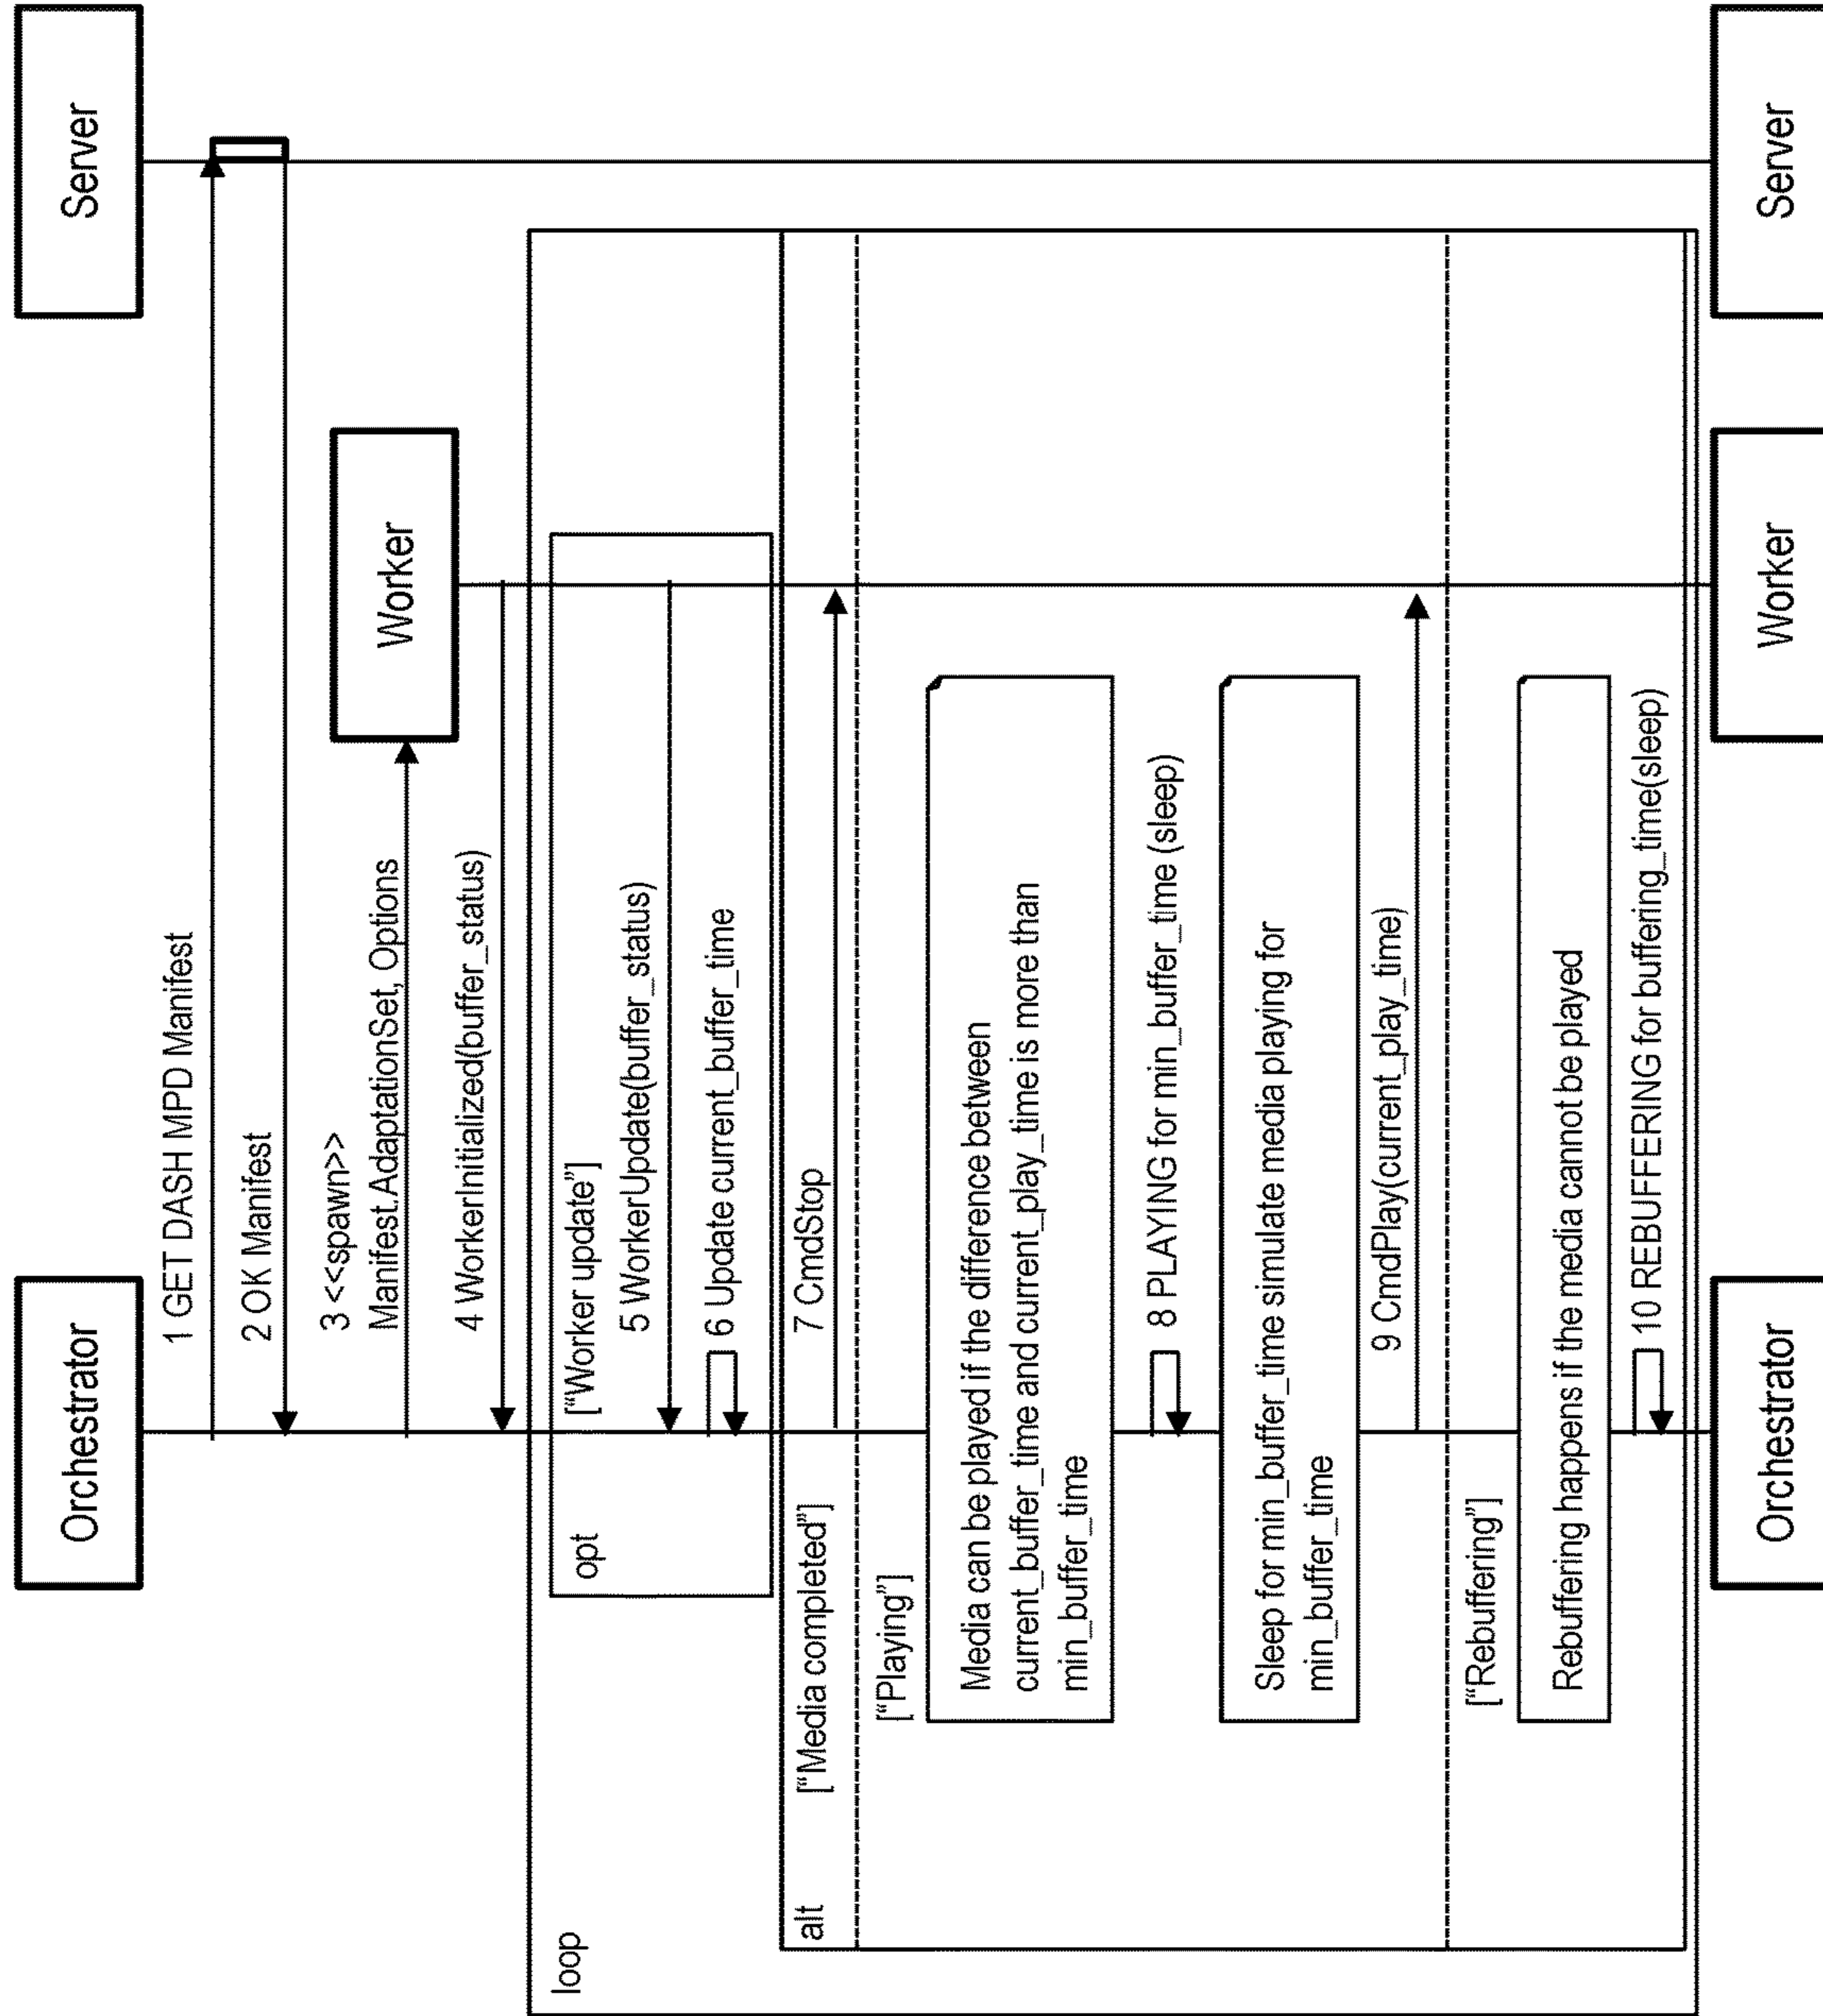 Orchestrator
Worker
Server
1 GET DASH MPD Manifest
2 OK Manifest
3 <<spawn>>
Manifest.AdaptationSet, Options
4 WorkerInitialized(buffer_status)
loop
opt
["Worker update"]
5 WorkerUpdate(buffer_status)
6 Update current_buffer_time
alt
["Media completed"]
7 CmdStop
["Playing"]
Media can be played if the difference between
current_buffer_time and current_play_time is more than
min_buffer_time
8 PLAYING for min_buffer_time (sleep)
Sleep for min_buffer_time simulate media playing for
min_buffer_time
9 CmdPlay(current_play_time)
["Rebuffering"]
Rebuffering happens if the media cannot be played
10 REBUFFERING for buffering_time(sleep)
Orchestrator
Worker
Server